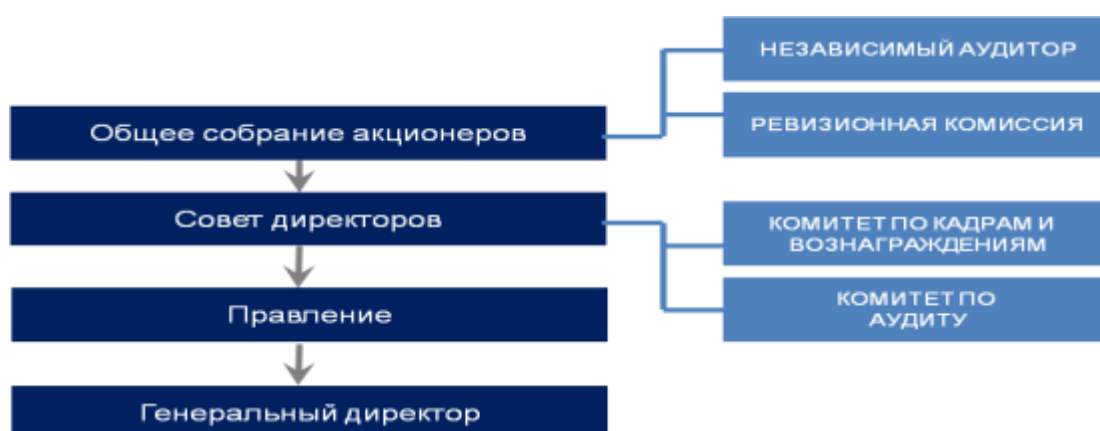 НЕЗАВИСИМЫЙ АУДИТОР
Общее собрание акционеров
РЕВИЗИОННАЯ КОМИССИЯ
Совет директоров
КОМИТЕТ ПО КАДРАМ И
ВОЗНАГРАЖДЕНИЯМ
Правление
КОМИТЕТ ПО
АУДИТУ
Генеральный директор